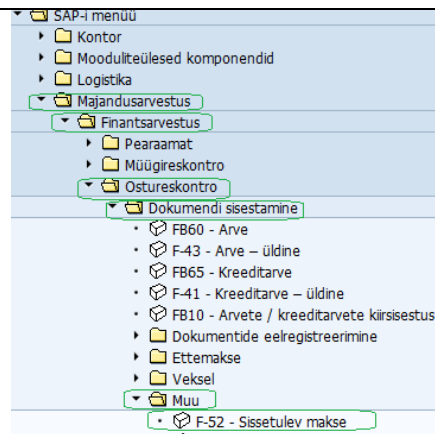 SAP-i menüü
Kontor
Mooduliteülesed komponendid
Logistika
Majandusarvestus
Finantsarvestus
Pearaamat
Müügireskontro
Ostureskontro
Dokumendi sisestamine
FB60 - Arve
F-43 - Arve – üldine
FB65 - Kreeditarve
F-41 - Kreeditarve – üldine
FB10 - Arvete / kreeditarvete kiirsisestus
Dokumentide eelregistreerimine
Ettemakse
Veksel
Muu
F-52 - Sissetulev makse